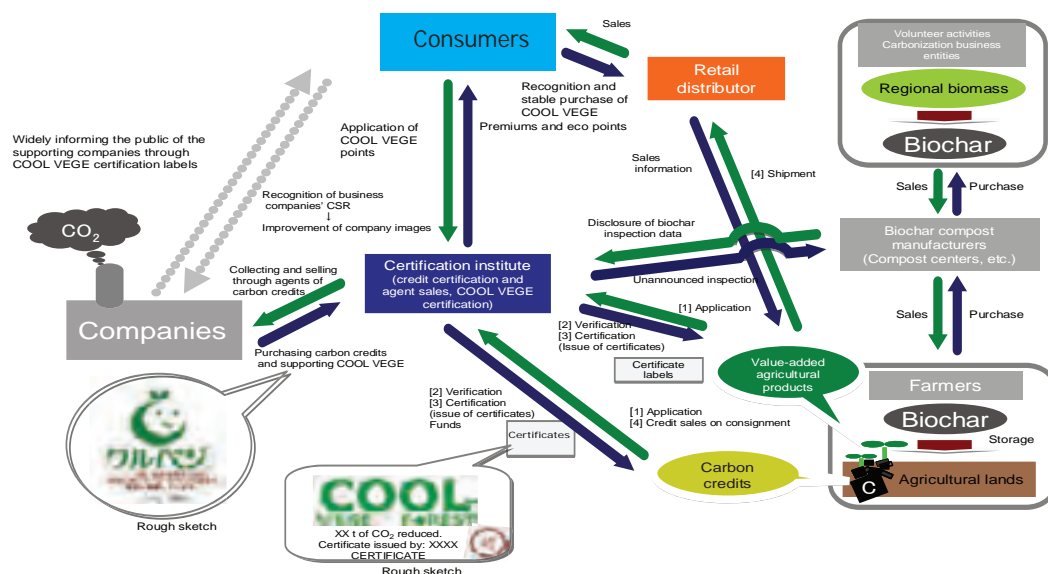 Sales
Consumers
Volunteer activities
Carbonization business
entities
Regional biomass
Biochar
Retail
distributor
Recognition and
stable purchase of
COOL VEGE
Premiums and eco points
Application of
COOL VEGE
points
Widely informing the public of the
supporting companies through
COOL VEGE certification labels
Sales
information
[4] Shipment
Sales
Purchase
Recognition of business
companies' CSR
↓
Improvement of company images
Disclosure of biochar
inspection data
CO2
Biochar compost
manufacturers
(Compost centers, etc.)
Certification institute
(credit certification and
agent sales, COOL VEGE
certification)
Collecting and selling
through agents of
carbon credits
Unannounced inspection
[1] Application
Companies
Sales
Purchase
[2] Verification
[3] Certification
(Issue of certificates)
Purchasing carbon credits
and supporting COOL VEGE
Certificate
labels
Value-added
agricultural
products
Farmers
Biochar
Storage
[2] Verification
[3] Certification
(issue of certificates)
Funds
[1] Application
[4] Credit sales on consignment
Certificates
Carbon
credits
C
Agricultural lands
クルベジ
COOL
VEGE FOREST
XX t of CO2 reduced.
Certificate issued by: XXXX
CERTIFICATE
Rough sketch
Rough sketch